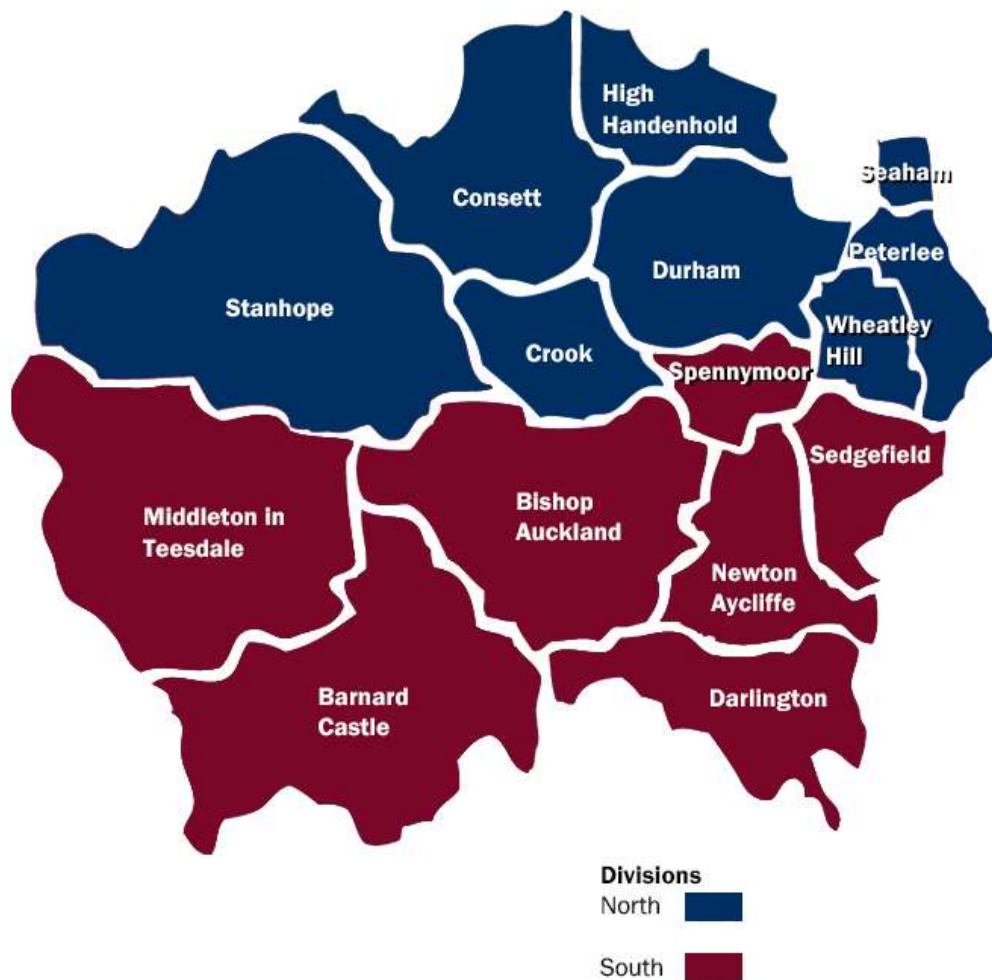 High
Handenhold
Seaham
Consett
Peterlee
Durham
Stanhope
Wheatley
Hill
Crook
Spennymoor
Sedgefield
Middleton in
Teesdale
Bishop
Auckland
Newton
Aycliffe
Barnard
Castle
Darlington
Divisions
North
South